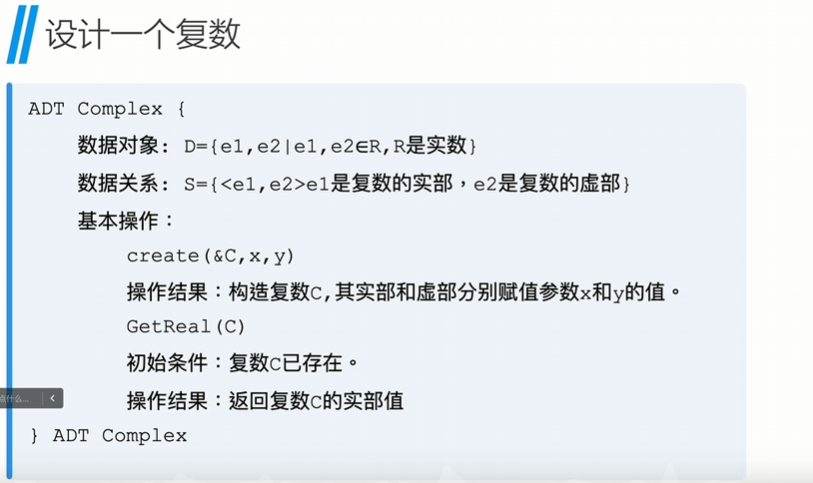 设计一个复数
ADT Complex {
数据对象: D={e1,e2|e1,e2∈R,R是实数}
数据关系: S={<e1,e2>e1是复数的实部，e2是复数的虚部}
基本操作：
create(&C,x,y)
操作结果：构造复数C,其实部和虚部分别赋值参数x和y的值。
GetReal(C)
初始条件：复数C已存在。
点什么...
操作结果：返回复数C的实部值
} ADT Complex